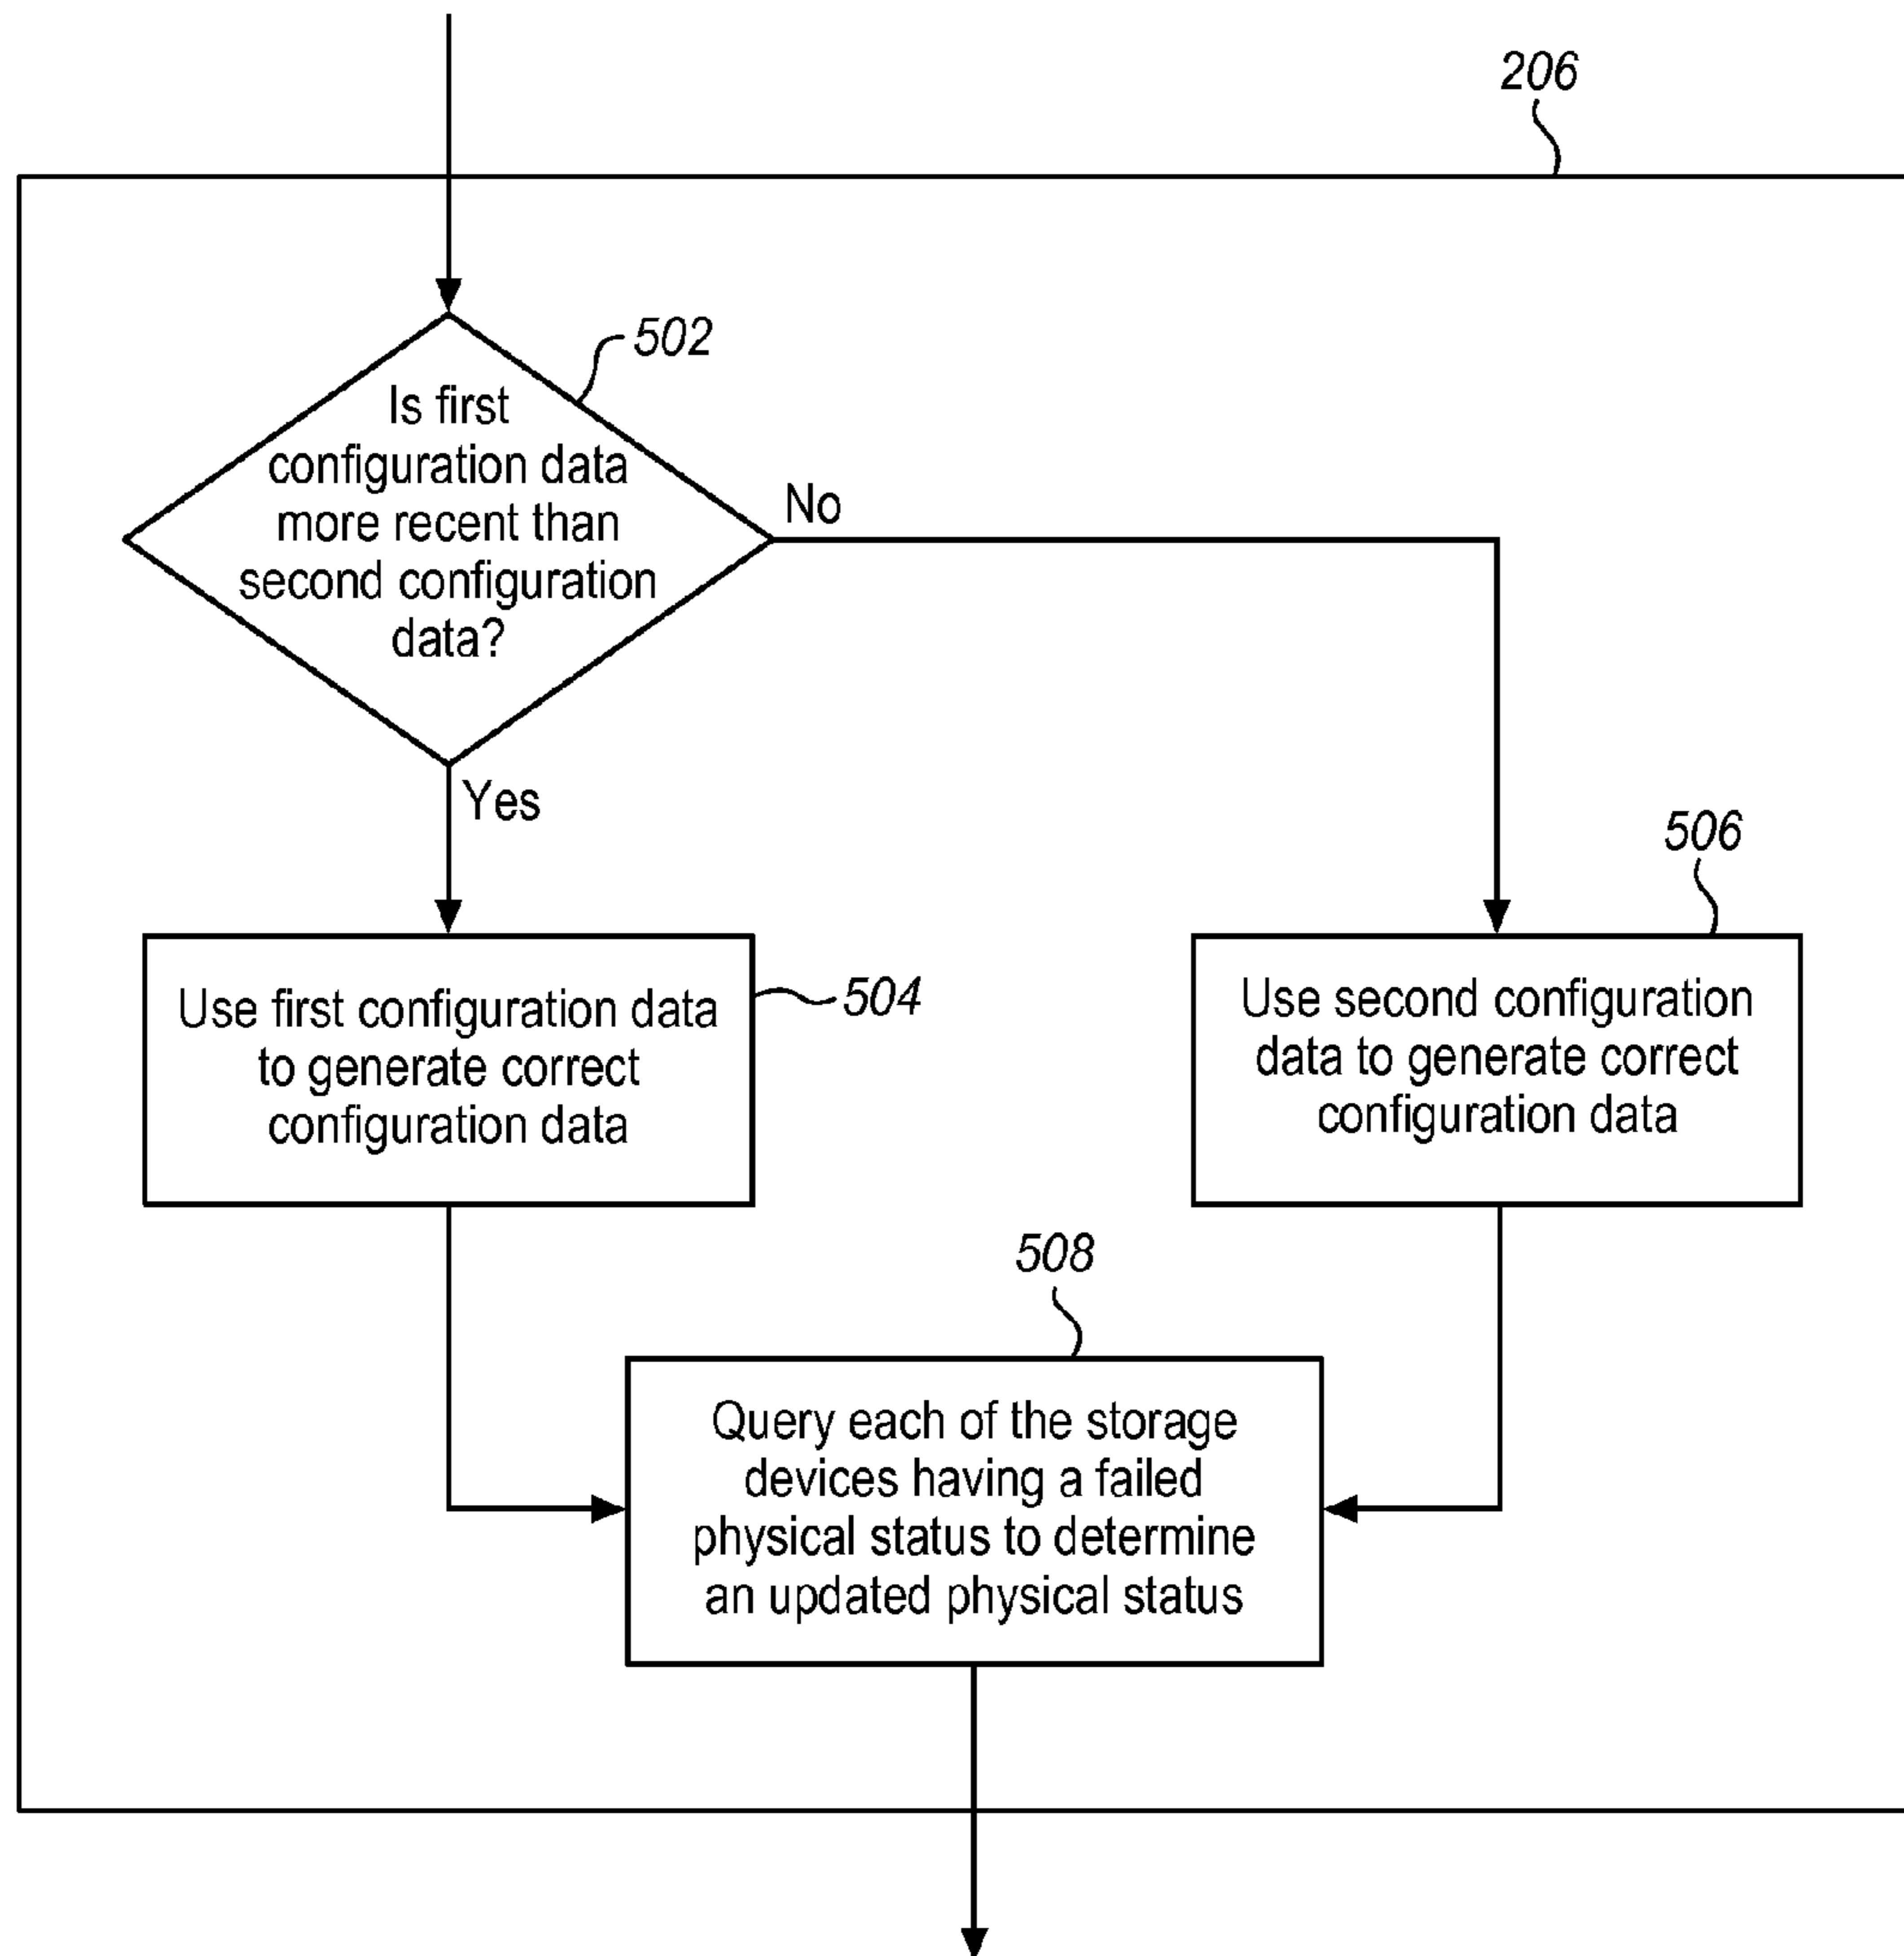 206
502
Is first
configuration data
more recent than
second configuration
data?
No
Yes
506
Use first configuration data
to generate correct
configuration data
504
Use second configuration
data to generate correct
configuration data
508
Query each of the storage
devices having a failed
physical status to determine
an updated physical status